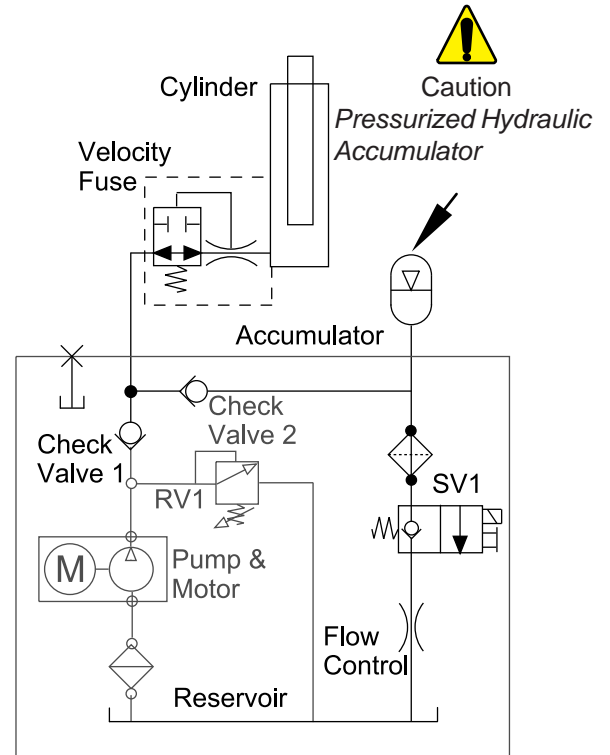 Caution
Pressurized Hydraulic
Accumulator
Cylinder
Velocity
Fuse
Accumulator
Check
Valve 2
Check
Valve 1
RV1
SV1
M
Pump &
Motor
Flow
Control
Reservoir